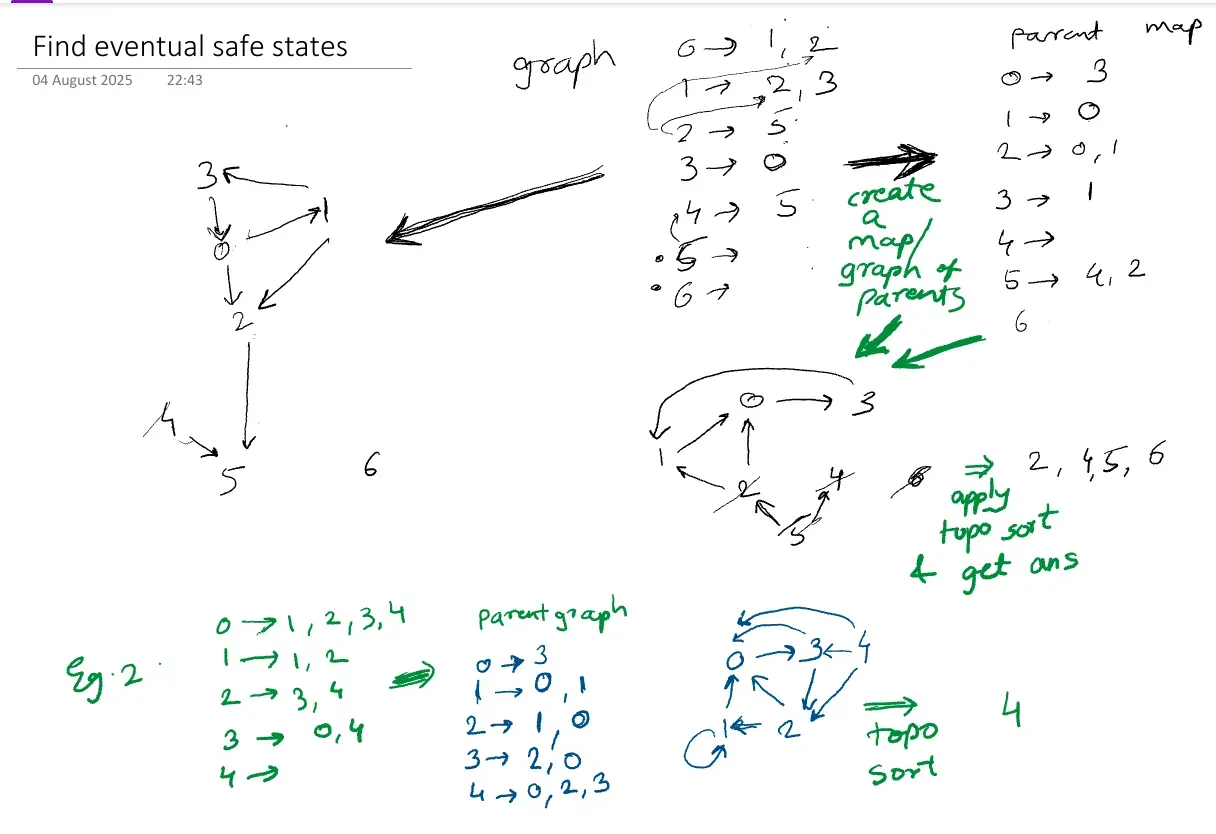 Find eventual safe states
04 August 2025 22:43
graph
0 → 1, 2
1 → 2, 3
2 → 5
3 → 0
4 → 5
5 →
6 →
create
a
map/
graph of
parents
parent map
0 → 3
1 → 0
2 → 0, 1
3 → 1
4 →
5 → 4, 2
6
3
1
0
2
4
5
6
0 → 3
1
2
4
6
5
⇒ 2, 4, 5, 6
apply
topo sort
& get ans
Eg. 2
0 → 1, 2, 3, 4
1 → 1, 2
2 → 3, 4
3 → 0, 4
4 →
parent graph
0 → 3
1 → 0, 1
2 → 1, 0
3 → 2, 0
4 → 0, 2, 3
0 → 3 ← 4
1 ← 2
⇒ 4
topo
sort